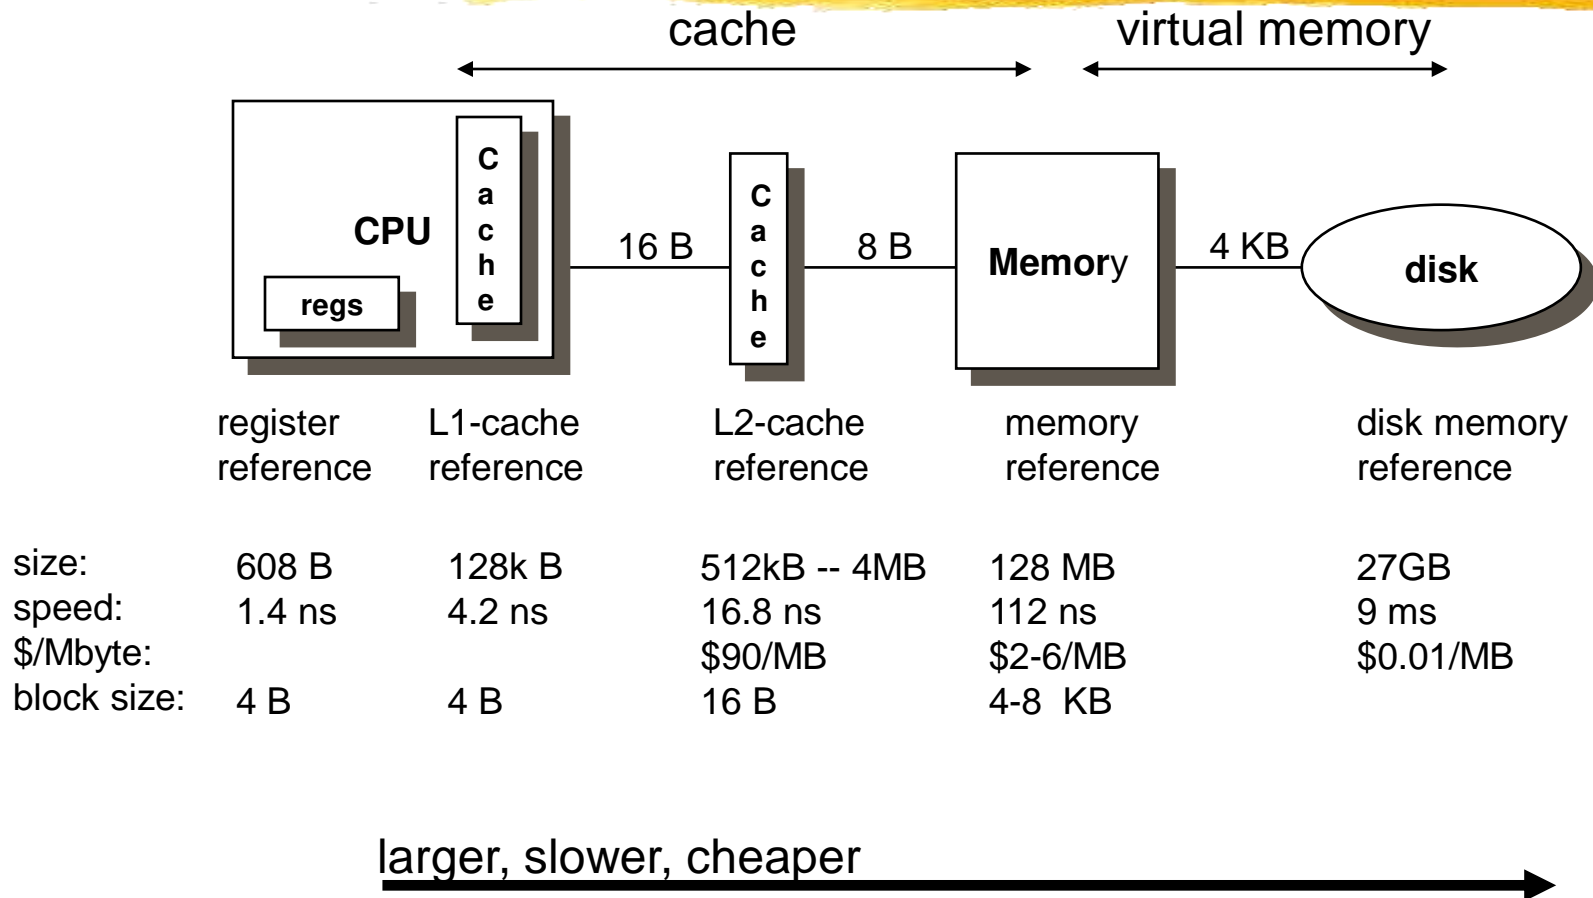 cache virtual memory
Cache
CPU
regs
16 B
Cache
8 B
Memory
4 KB
disk
register reference
L1-cache reference
L2-cache reference
memory reference
disk memory reference
size: 608 B 128k B 512kB -- 4MB 128 MB 27GB
speed: 1.4 ns 4.2 ns 16.8 ns 112 ns 9 ms
$/Mbyte: $90/MB $2-6/MB $0.01/MB
block size: 4 B 4 B 16 B 4-8 KB
larger, slower, cheaper